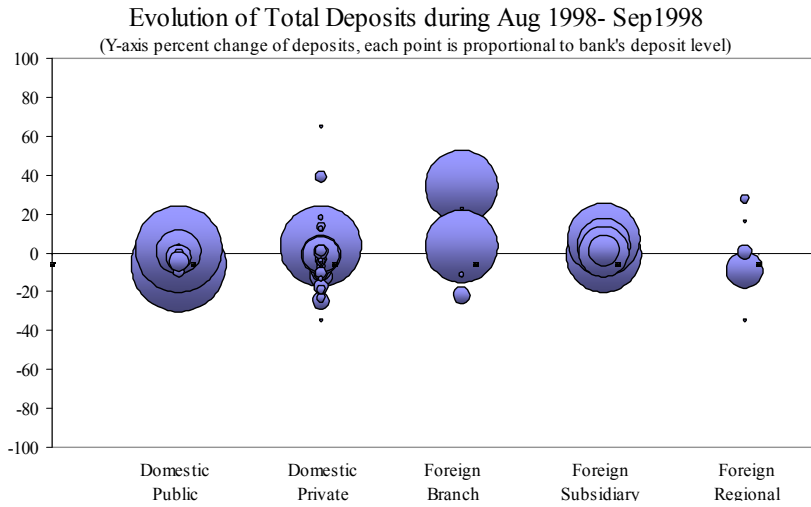 Evolution of Total Deposits during Aug 1998- Sep1998
(Y-axis percent change of deposits, each point is proportional to bank's deposit level)
100
80
60
40
20
0
-20
-40
-60
-80
-100
Domestic Public
Domestic Private
Foreign Branch
Foreign Subsidiary
Foreign Regional